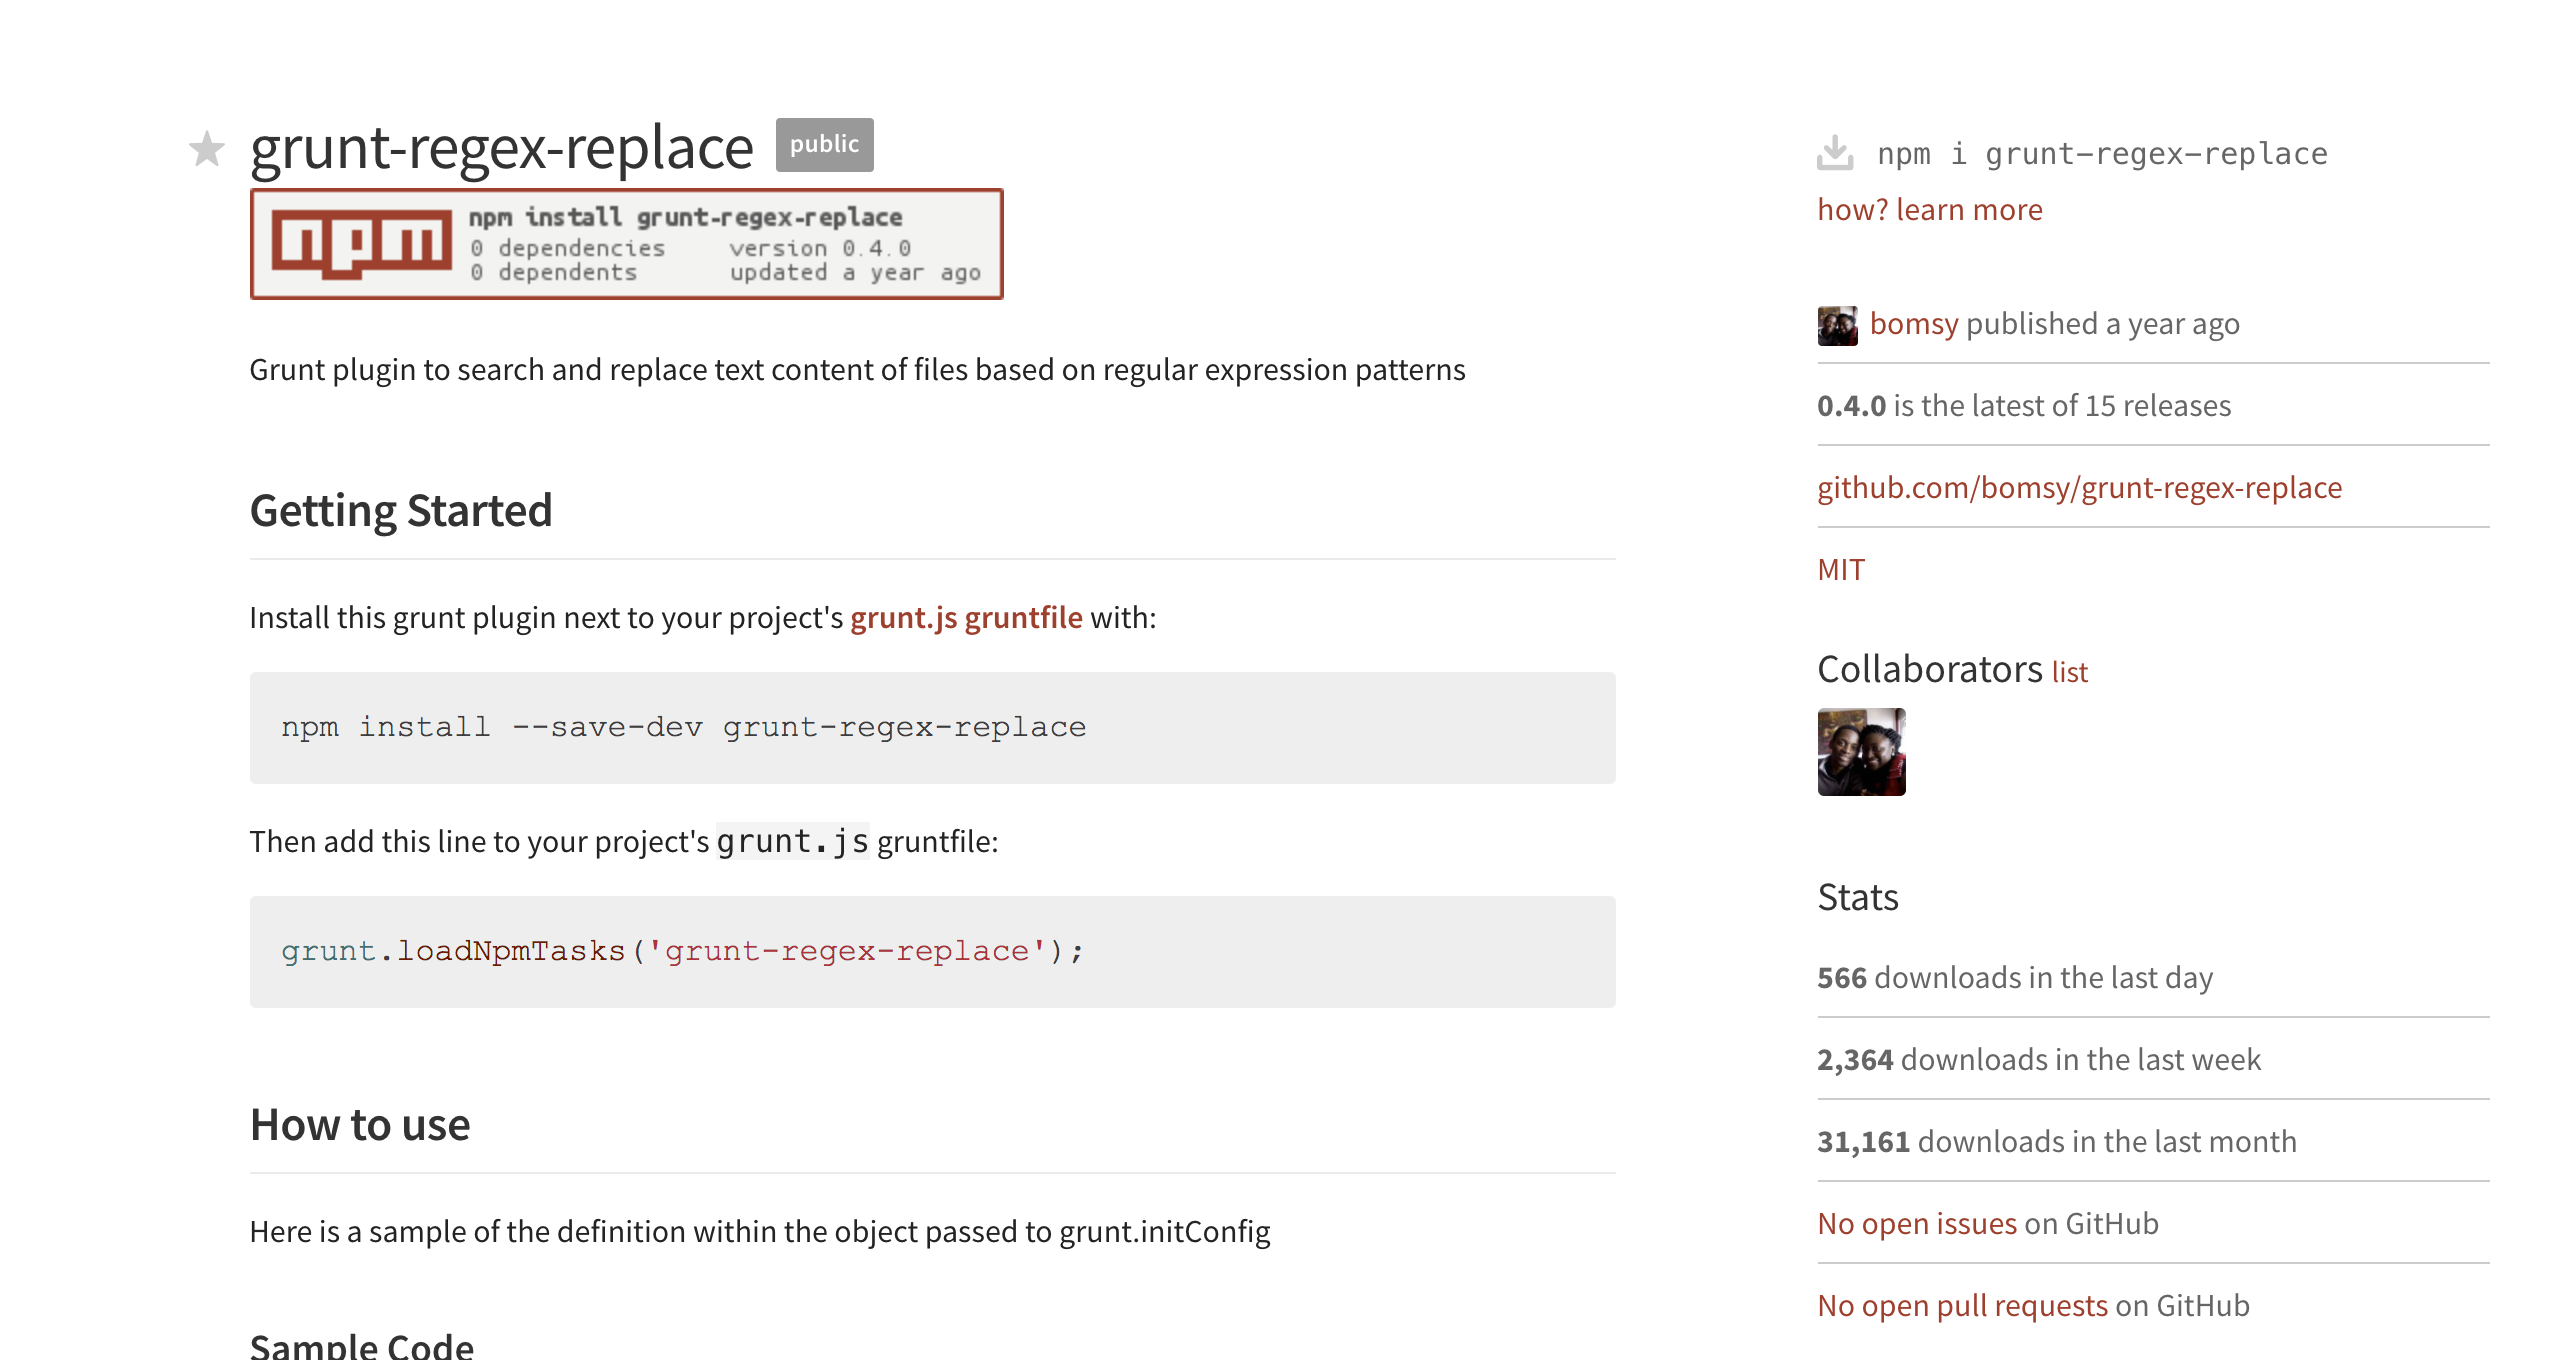 grunt-regex-replace public
npm npm install grunt-regex-replace
0 dependencies version 0.4.0
0 dependents updated a year ago
Grunt plugin to search and replace text content of files based on regular expression patterns
Getting Started
Install this grunt plugin next to your project's grunt.js gruntfile with:
npm install --save-dev grunt-regex-replace
Then add this line to your project's grunt.js gruntfile:
grunt.loadNpmTasks('grunt-regex-replace');
How to use
Here is a sample of the definition within the object passed to grunt.initConfig
Sample Code
npm i grunt-regex-replace
how? learn more
bomsy published a year ago
0.4.0 is the latest of 15 releases
github.com/bomsy/grunt-regex-replace
MIT
Collaborators list
Stats
566 downloads in the last day
2,364 downloads in the last week
31,161 downloads in the last month
No open issues on GitHub
No open pull requests on GitHub